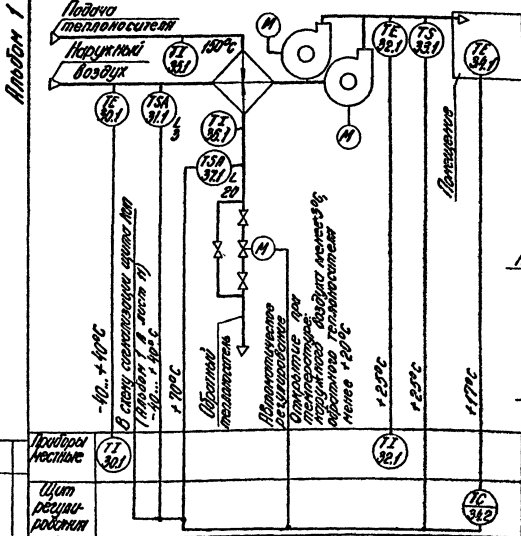 Альбом 1
Подача
теплоносителя
Наружный
воздух
TI
35.1
150°C
M
TE
32.1
TS
33.1
TE
34.1
TE
30.1
TSA
31.1
L
3
TI
36.1
TSA
37.1
L
20
M
M
Помещение
-40...+40°C
В схему сигнализации щита
(Альбом 1 лист 11)
-40...+40°C
+70°C
Обратный
теплоноситель
Автоматическое
регулирование
Открытие при
температуре:
наружного воздуха менее +3°C,
обратного теплоносителя
менее +20°C
+25°C
+25°C
+17°C
Приборы
местные
TI
30.1
TI
32.1
Щит
регули-
рования
TC
34.2